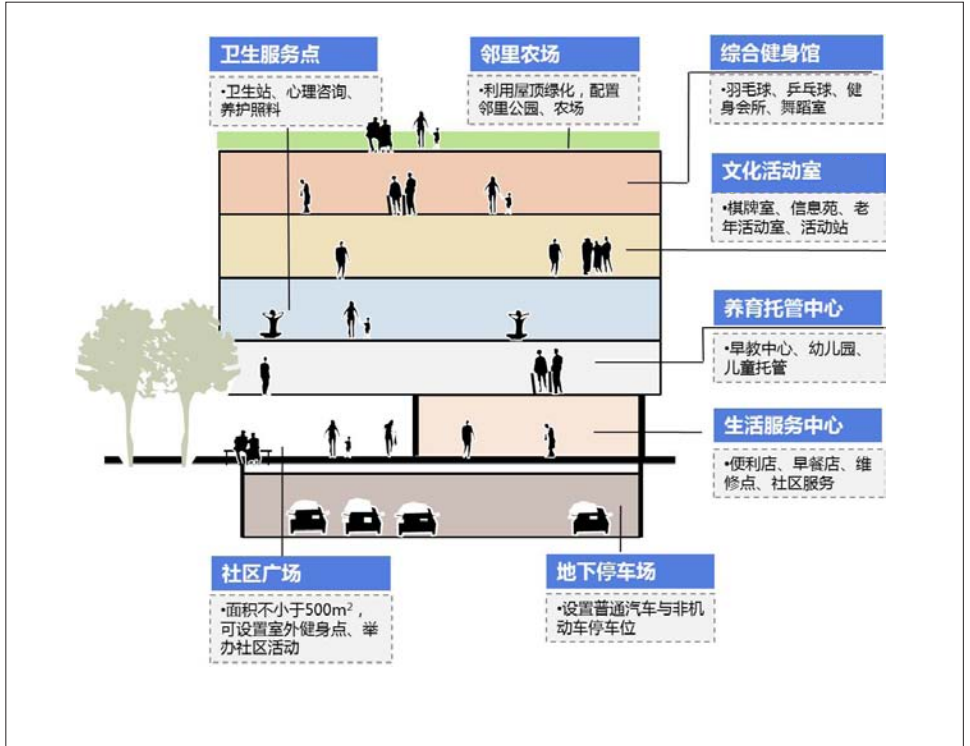 卫生服务点
•卫生站、心理咨询、
养护照料
邻里农场
•利用屋顶绿化，配置
邻里公园、农场
综合健身馆
•羽毛球、乒乓球、健
身会所、舞蹈室
文化活动室
•棋牌室、信息苑、老
年活动室、活动站
养育托管中心
•早教中心、幼儿园、
儿童托管
生活服务中心
•便利店、早餐店、维
修点、社区服务
社区广场
•面积不小于500m²，
可设置室外健身点、举
办社区活动
地下停车场
•设置普通汽车与非机
动车停车位